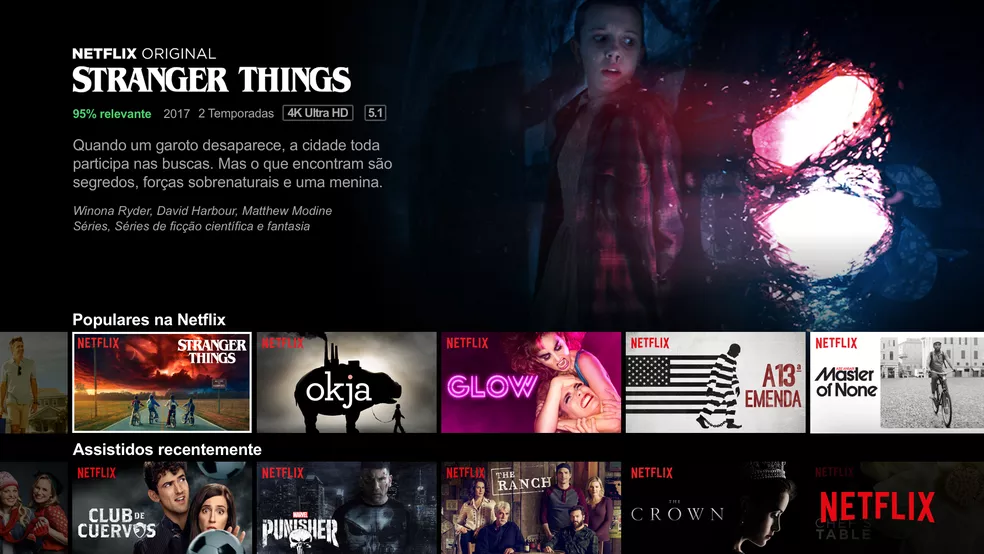 NETFLIX ORIGINAL
STRANGER THINGS
95% relevante 2017 2 Temporadas 4K Ultra HD 5.1
Quando um garoto desaparece, a cidade toda
participa nas buscas. Mas o que encontram são
segredos, forças sobrenaturais e uma menina.
Winona Ryder, David Harbour, Matthew Modine
Séries, Séries de ficção científica e fantasia
Populares na Netflix
NETFLIX
STRANGER
THINGS
NETFLIX
okja
NETFLIX
GLOW
NETFLIX
A 13ª
EMENDA
NETFLIX
Master
of None
Assistidos recentemente
NETFLIX
CLUB DE
CUERVOS
NETFLIX
MARVEL
PUNISHER
NETFLIX
THE
RANCH
NETFLIX
THE
CROWN
NETFLIX
NETFLIX
CHEF'S
TABLE